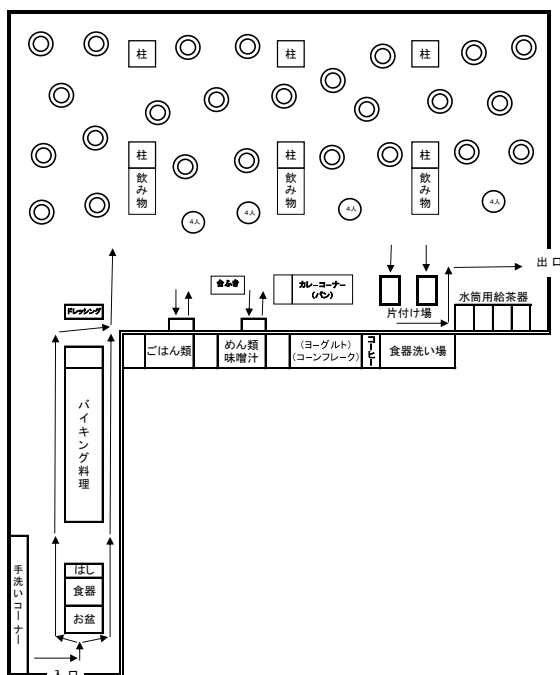 柱
柱
柱
柱
柱
柱
飲み物
飲み物
飲み物
4人
4人
4人
4人
出口
台ふき
カレーコーナー
(パン)
ドレッシング
片付け場
水筒用給茶器
ごはん類
めん類
味噌汁
(ヨーグルト)
(コーンフレーク)
コーヒー
食器洗い場
バイキング料理
手洗いコーナー
はし
食器
お盆
入口